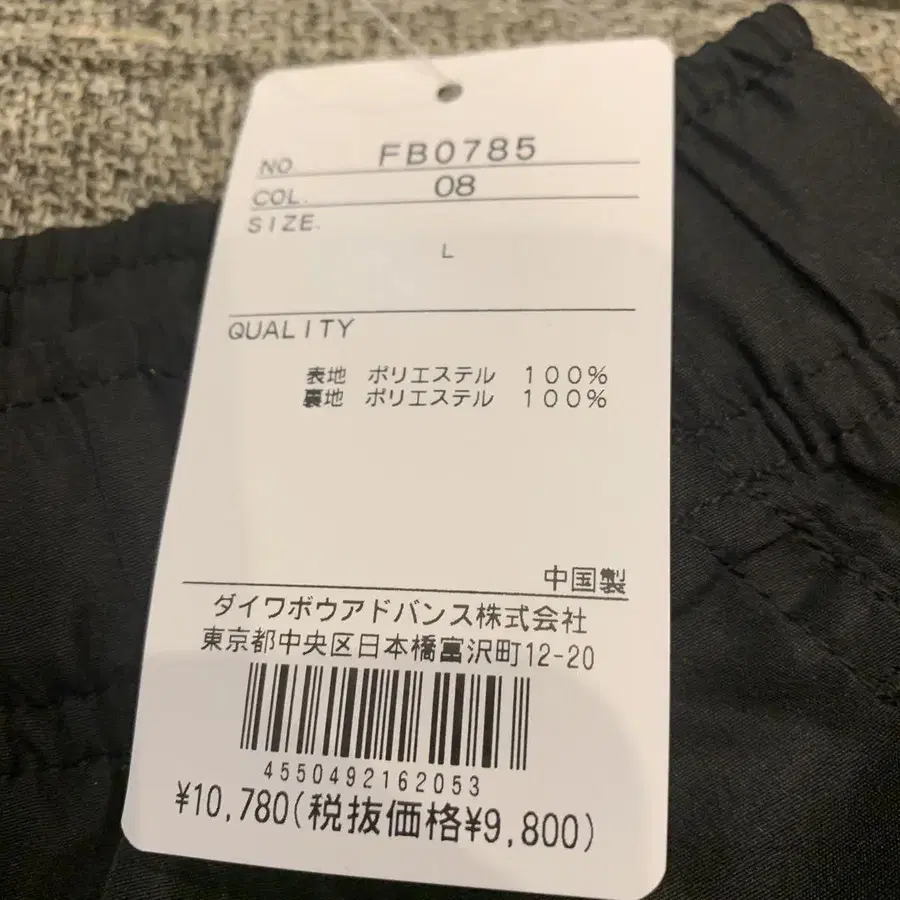 NO. FB0785
COL. 08
SIZE.
L
QUALITY
表地 ポリエステル 100%
裏地 ポリエステル 100%
中国製
ダイワボウアドバンス株式会社
東京都中央区日本橋富沢町12-20
4550492162053
¥10,780(税抜価格¥9,800)